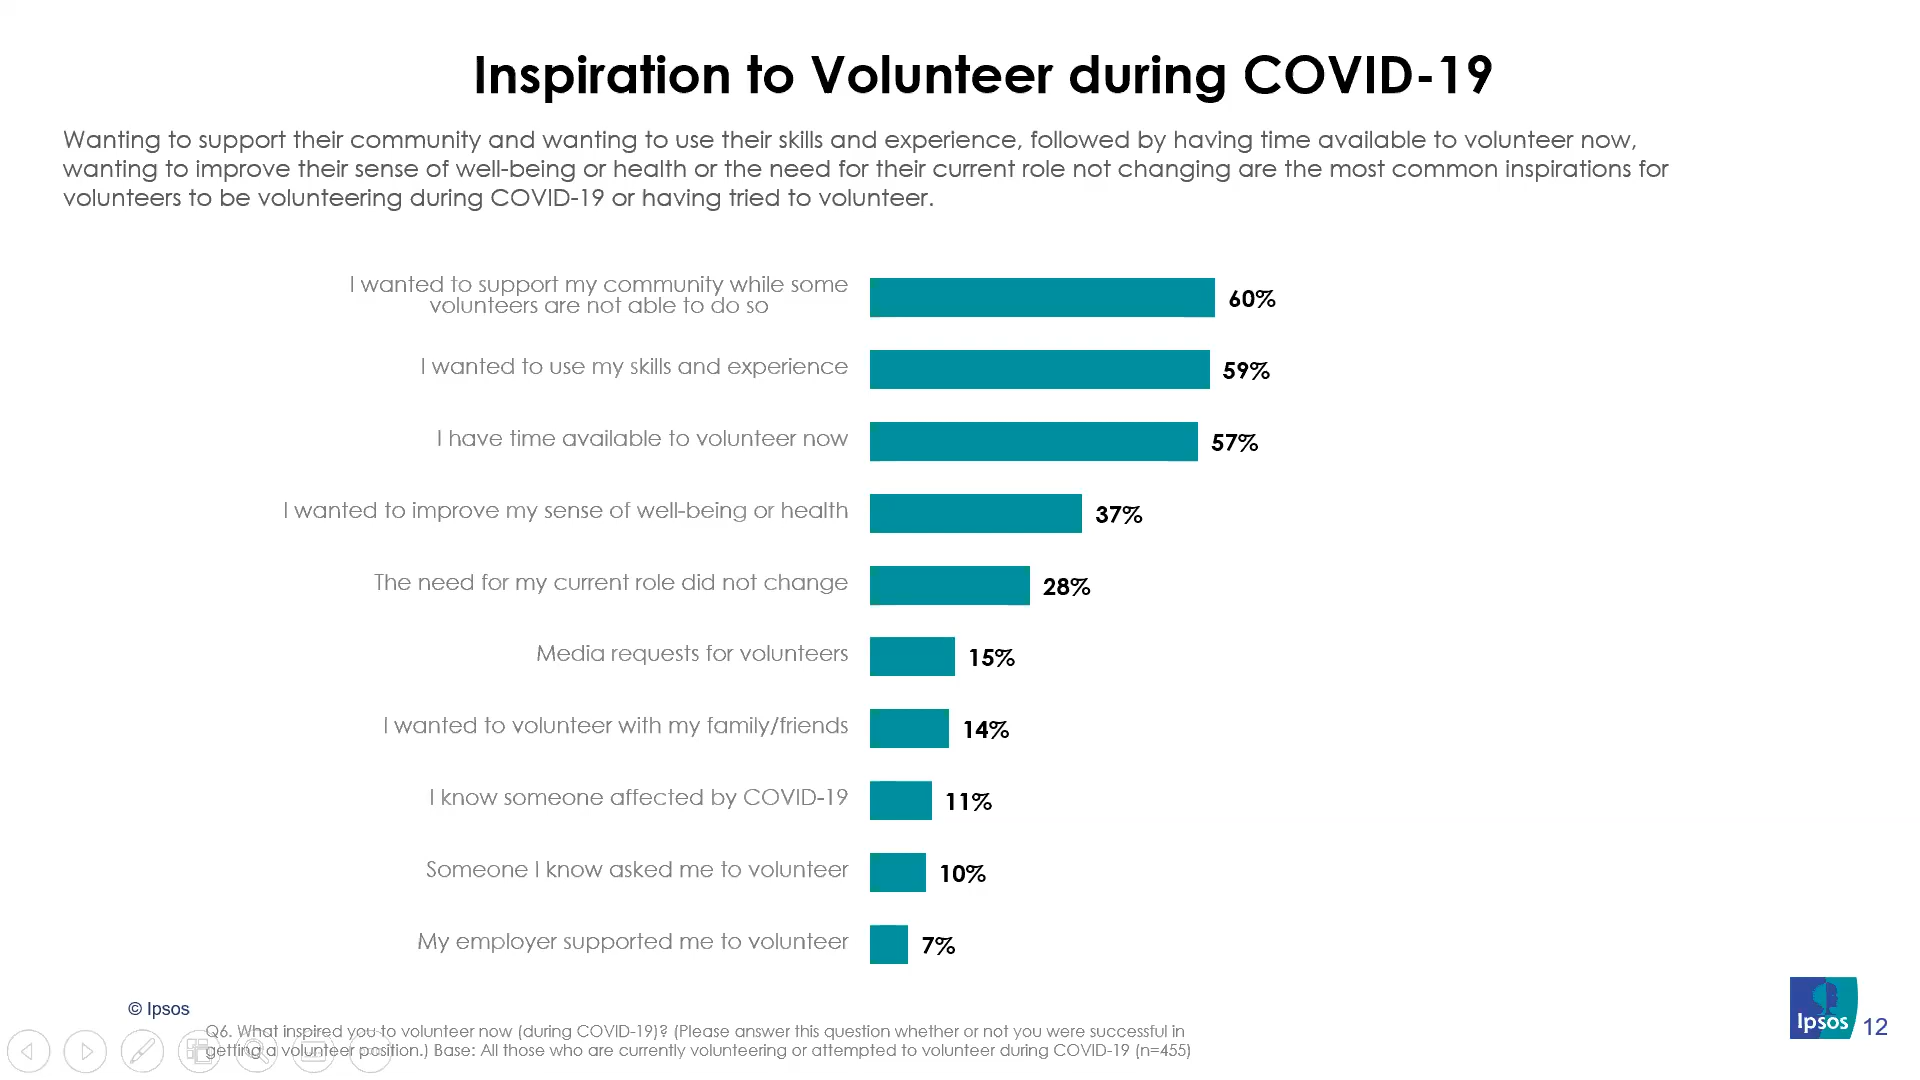 Inspiration to Volunteer during COVID-19
Wanting to support their community and wanting to use their skills and experience, followed by having time available to volunteer now,
wanting to improve their sense of well-being or health or the need for their current role not changing are the most common inspirations for
volunteers to be volunteering during COVID-19 or having tried to volunteer.
I wanted to support my community while some
volunteers are not able to do so
60%
I wanted to use my skills and experience
59%
I have time available to volunteer now
57%
I wanted to improve my sense of well-being or health
37%
The need for my current role did not change
28%
Media requests for volunteers
15%
I wanted to volunteer with my family/friends
14%
I know someone affected by COVID-19
11%
Someone I know asked me to volunteer
10%
My employer supported me to volunteer
7%
© Ipsos
Q6. What inspired you to volunteer now (during COVID-19)? (Please answer this question whether or not you were successful in
getting a volunteer position.) Base: All those who are currently volunteering or attempted to volunteer during COVID-19 (n=455)
Ipsos
12